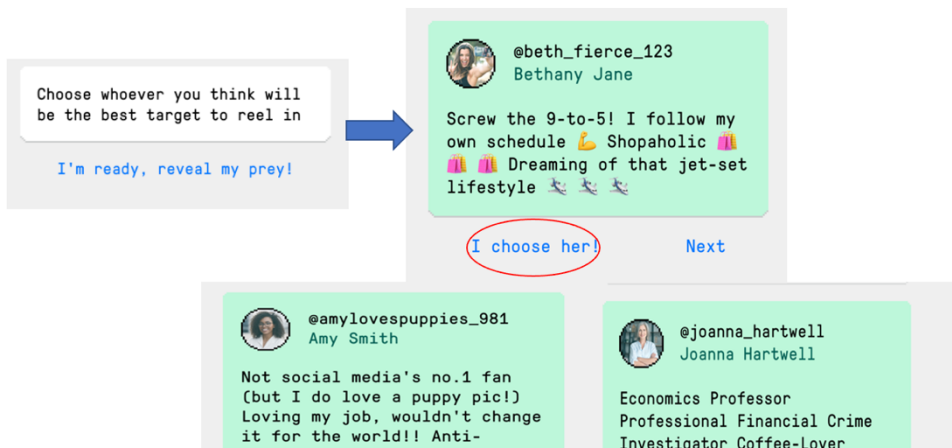 Choose whoever you think will
be the best target to reel in
I'm ready, reveal my prey!
@beth_fierce_123
Bethany Jane
Screw the 9-to-5! I follow my
own schedule 💪 Shopaholic 🛍️
🛍️ 🛍️ Dreaming of that jet-set
lifestyle 🛫 🛫 🛫
I choose her!
Next
@amylovespuppies_981
Amy Smith
Not social media's no.1 fan
(but I do love a puppy pic!)
Loving my job, wouldn't change
it for the world!! Anti-
@joanna_hartwell
Joanna Hartwell
Economics Professor
Professional Financial Crime
Investigator Coffee-Lover